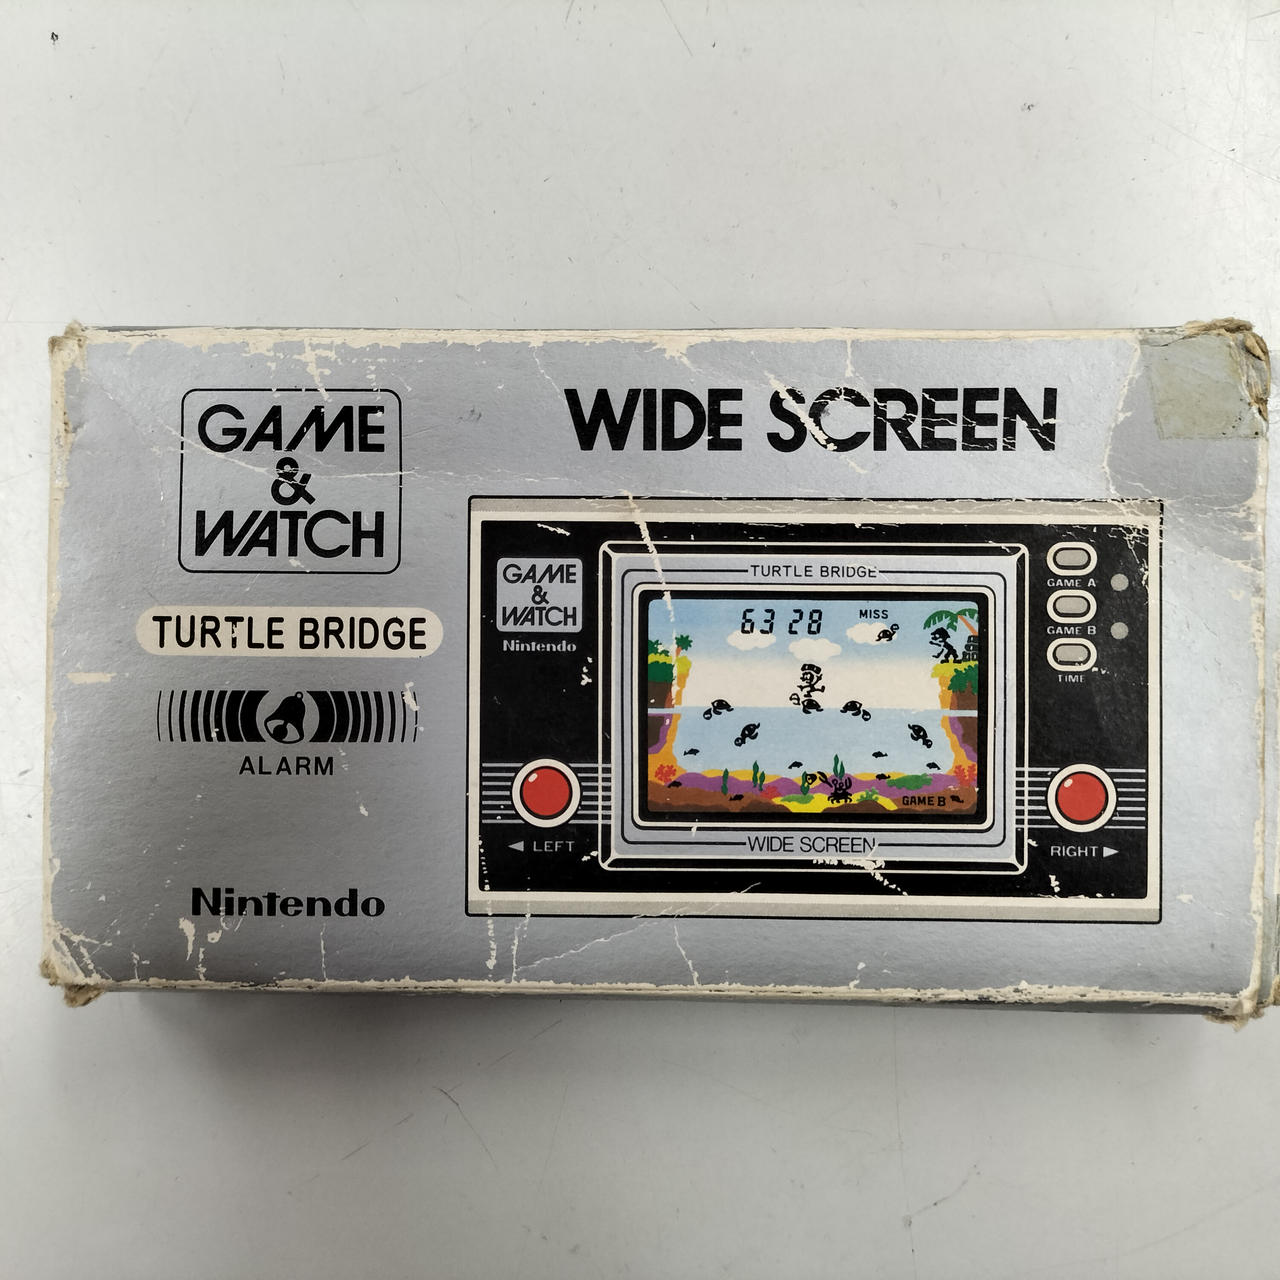 GAME
&
WATCH
WIDE SCREEN
TURTLE BRIDGE
ALARM
Nintendo
GAME
&
WATCH
Nintendo
TURTLE BRIDGE
63 28
MISS
GAME B
WIDE SCREEN
GAME A
GAME B
TIME
◄ LEFT
RIGHT ►